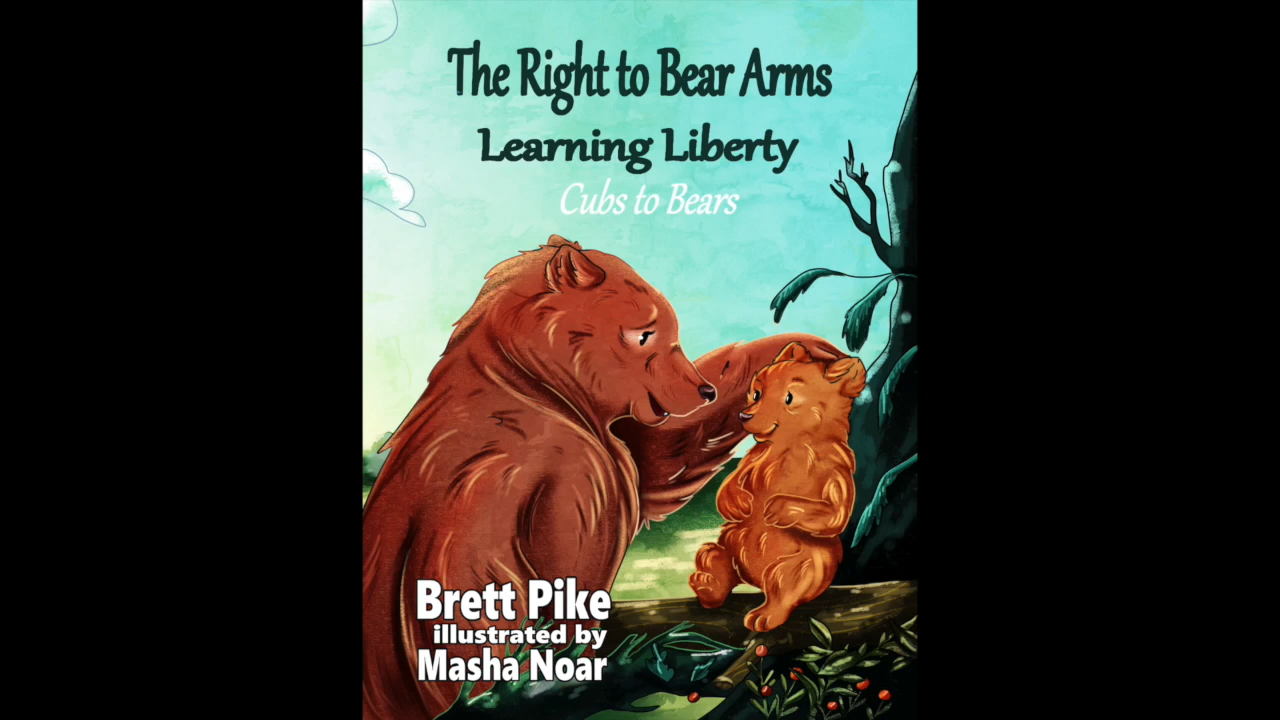 The Right to Bear Arms
Learning Liberty
Cubs to Bears
Brett Pike
illustrated by
Masha Noar